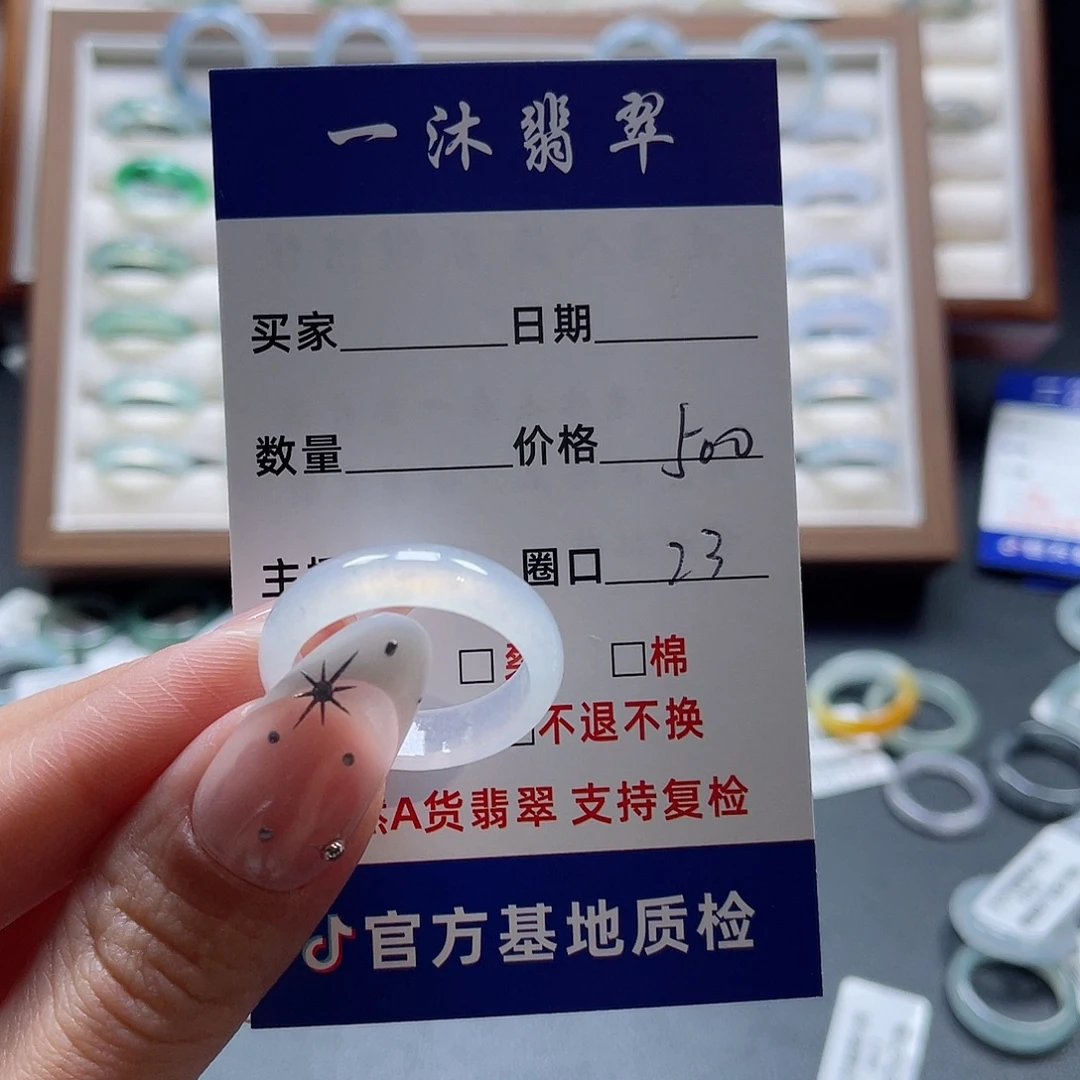 一沐翡翠
买家 日期
数量 价格 500
主 圈口 23
□ □棉
不退不换
A货翡翠 支持复检
官方基地质检